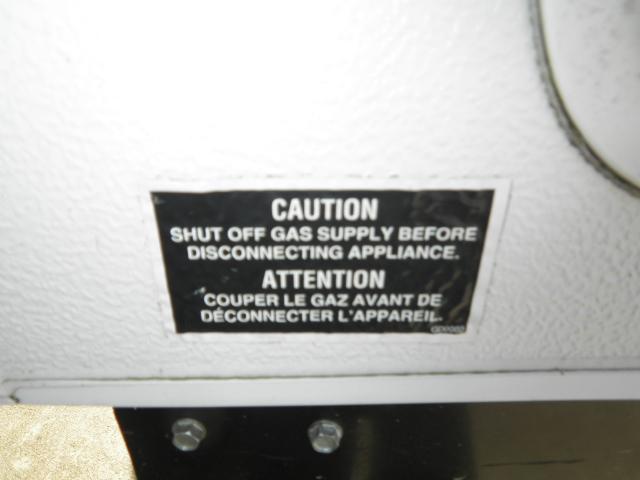 CAUTION
SHUT OFF GAS SUPPLY BEFORE
DISCONNECTING APPLIANCE.
ATTENTION
COUPER LE GAZ AVANT DE
DÉCONNECTER L'APPAREIL.